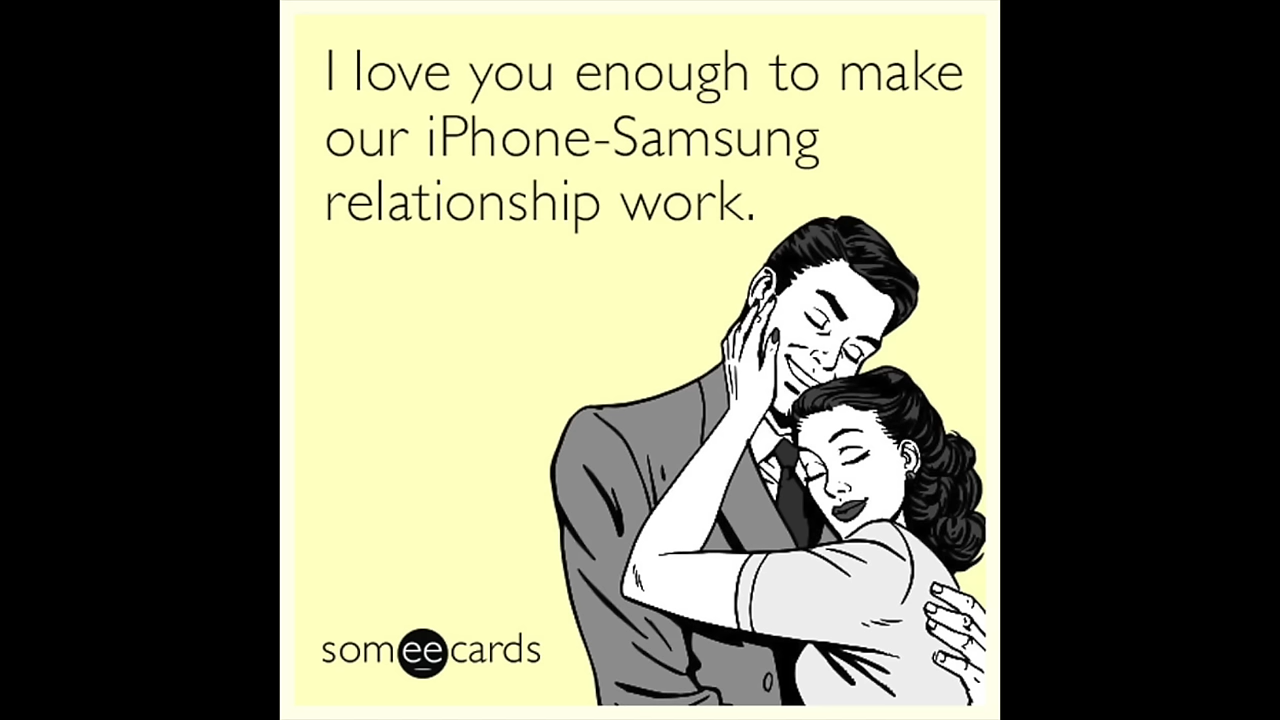 I love you enough to make
our iPhone-Samsung
relationship work.
someecards